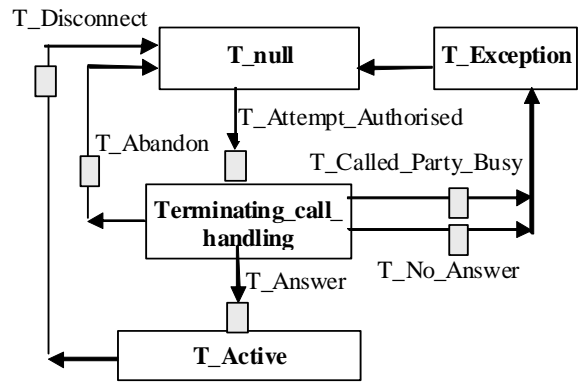 T_Disconnect
T_null
T_Exception
T_Attempt_Authorised
T_Abandon
T_Called_Party_Busy
Terminating_call_
handling
T_No_Answer
T_Answer
T_Active